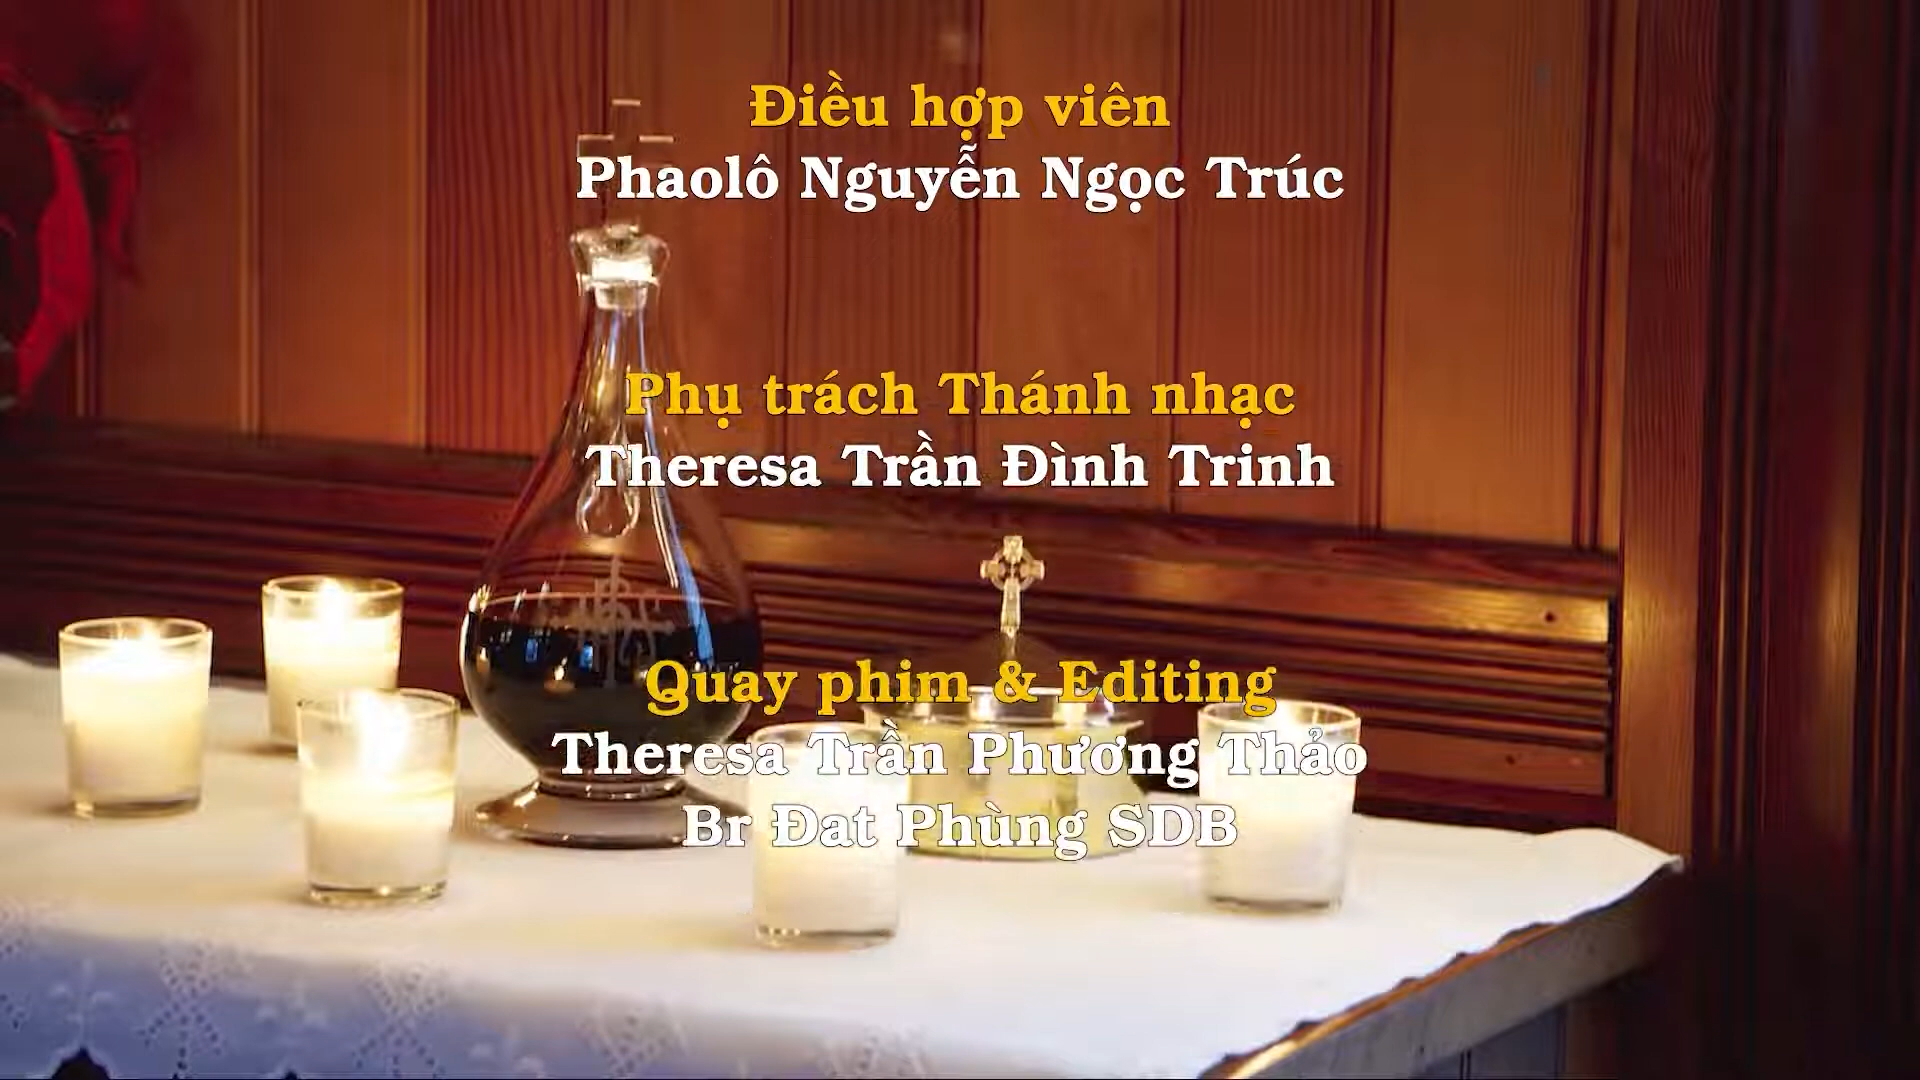 Điều hợp viên
Phaolô Nguyễn Ngọc Trúc
Phụ trách Thánh nhạc
Theresa Trần Đình Trinh
Quay phim & Editing
Theresa Trần Phương Thảo
Br Đat Phùng SDB